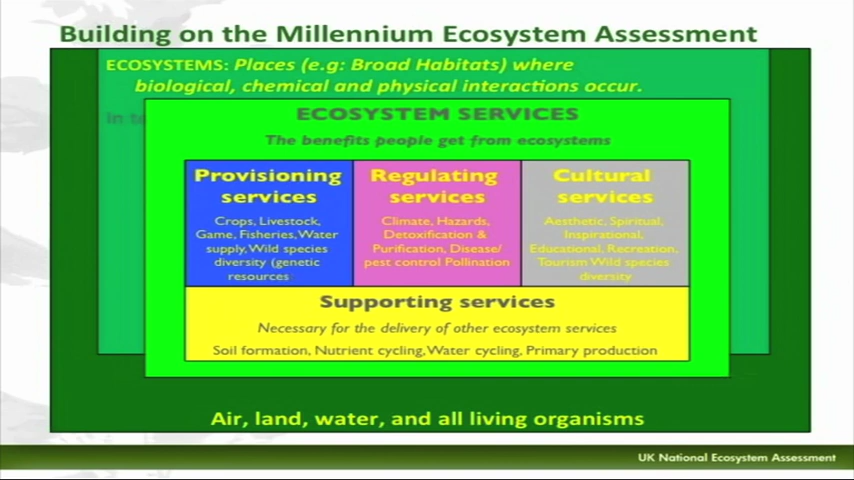 Building on the Millennium Ecosystem Assessment
ECOSYSTEMS: Places (e.g: Broad Habitats) where
biological, chemical and physical interactions occur.
In
ECOSYSTEM SERVICES
The benefits people get from ecosystems
Provisioning
services
Crops, Livestock,
Game, Fisheries, Water
supply, Wild species
diversity (genetic
resources
Regulating
services
Climate, Hazards,
Detoxification &
Purification, Disease/
pest control Pollination
Cultural
services
Aesthetic, Spiritual,
Inspirational,
Educational, Recreation,
Tourism Wild species
diversity
Supporting services
Necessary for the delivery of other ecosystem services
Soil formation, Nutrient cycling, Water cycling, Primary production
Air, land, water, and all living organisms
UK National Ecosystem Assessment